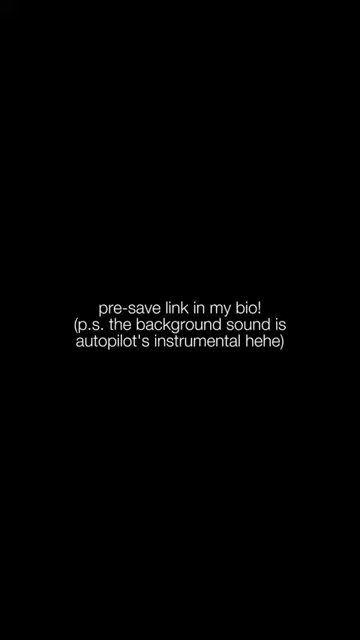 pre-save link in my bio!
(p.s. the background sound is
autopilot's instrumental hehe)